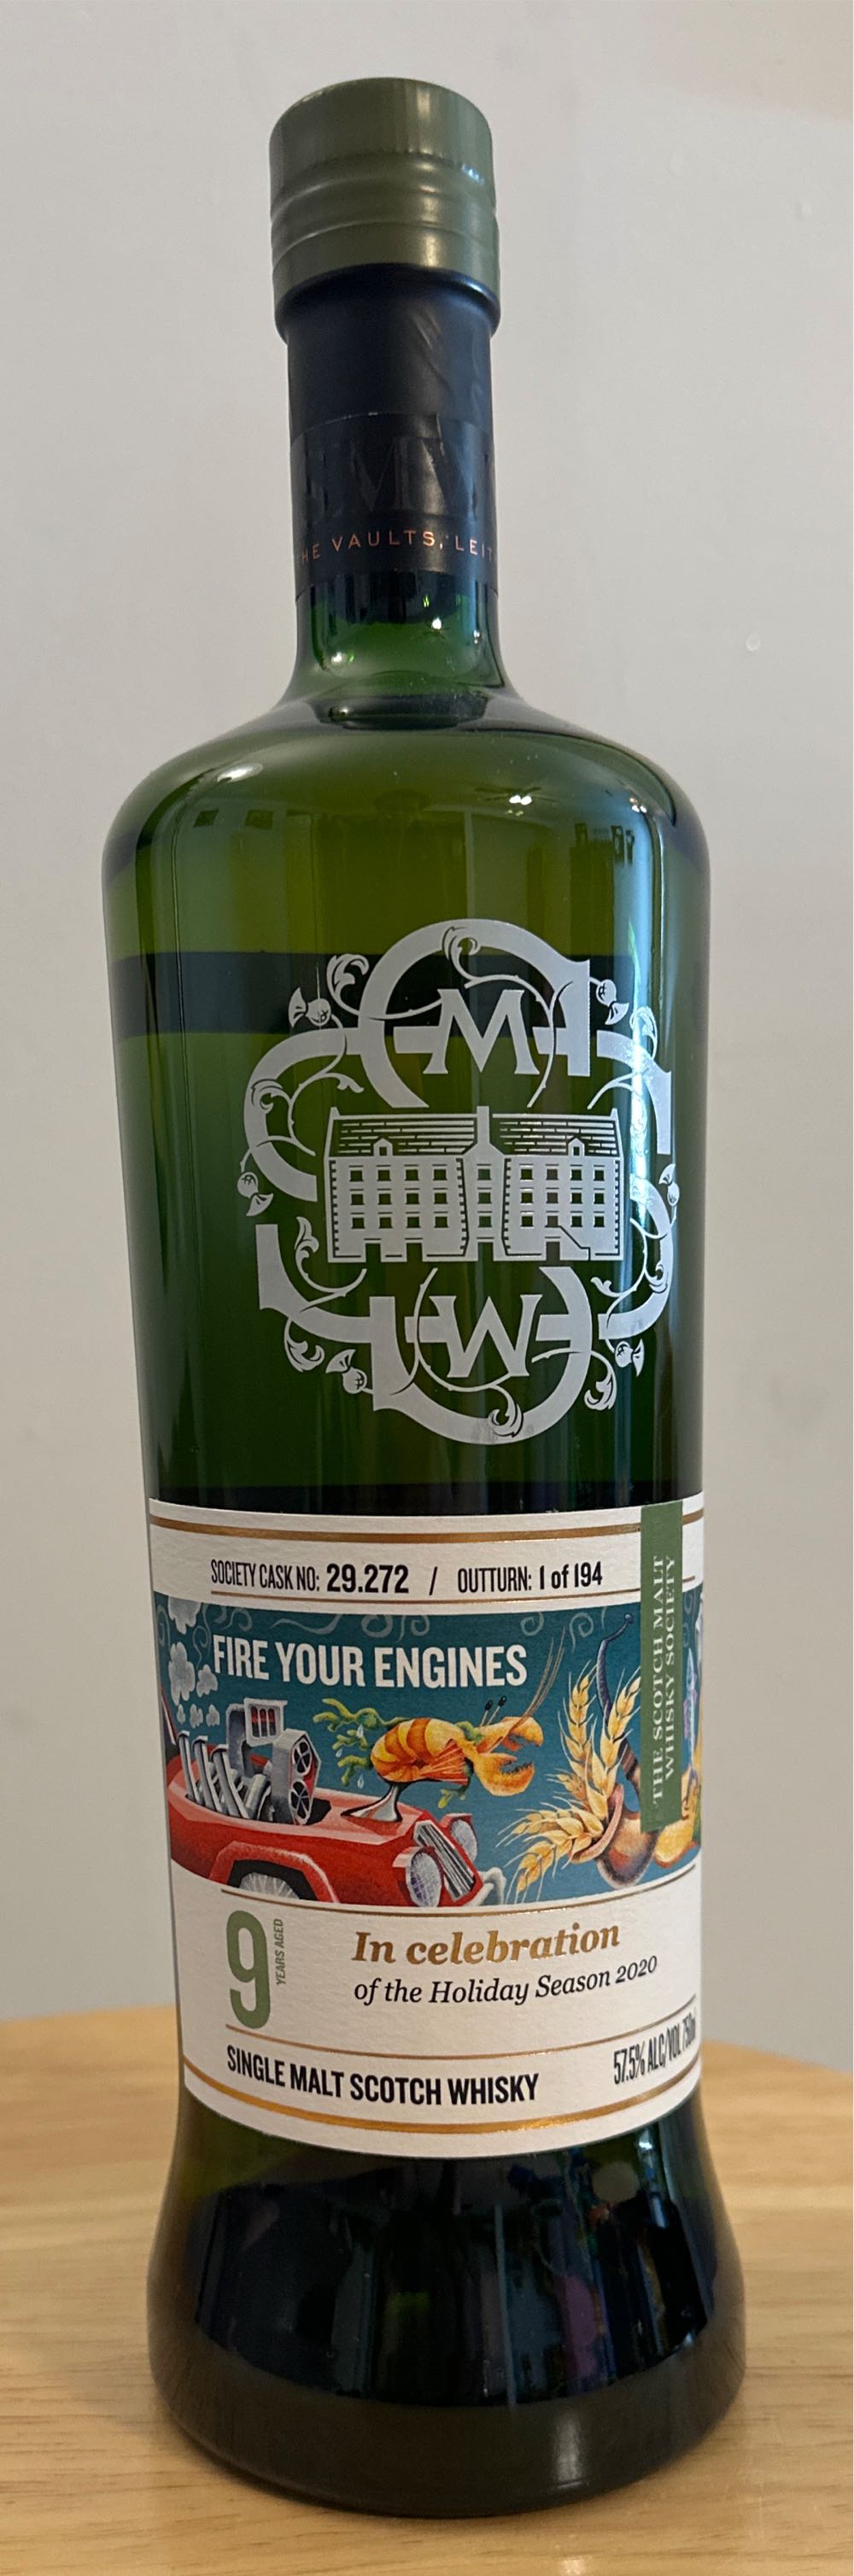 THE VAULTS, LEIT
M
W
SOCIETY CASK NO: 29.272 / OUTTURN: 1 of 194
FIRE YOUR ENGINES
THE SCOTCH MALT
WHISKY SOCIETY
9 YEARS AGED
In celebration
of the Holiday Season 2020
SINGLE MALT SCOTCH WHISKY
57.5% ALC/VOL 750ml